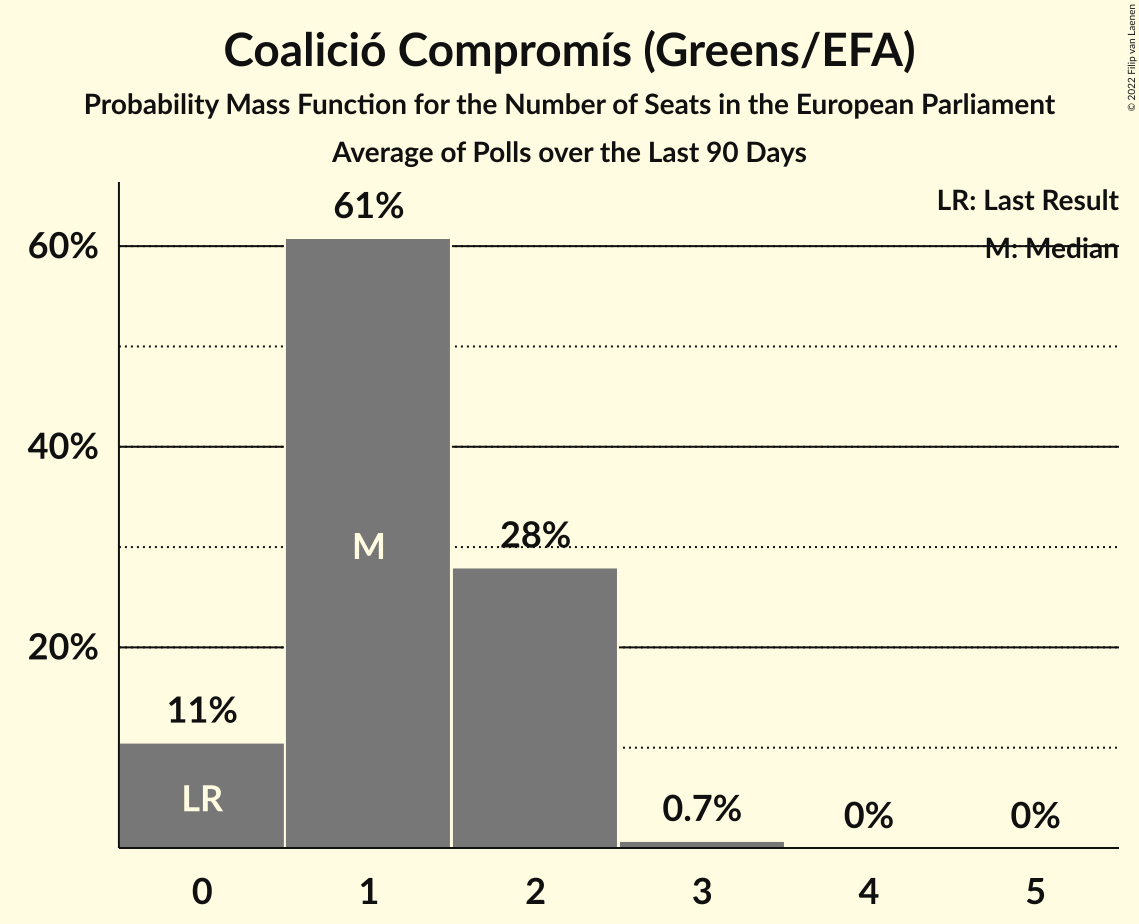 Coalició Compromís (Greens/EFA)
Probability Mass Function for the Number of Seats in the European Parliament
Average of Polls over the Last 90 Days
© 2022 Filip van Laenen
LR: Last Result
M: Median
61%
60%
40%
M
28%
20%
11%
LR
0.7%
0%
0%
0
1
2
3
4
5